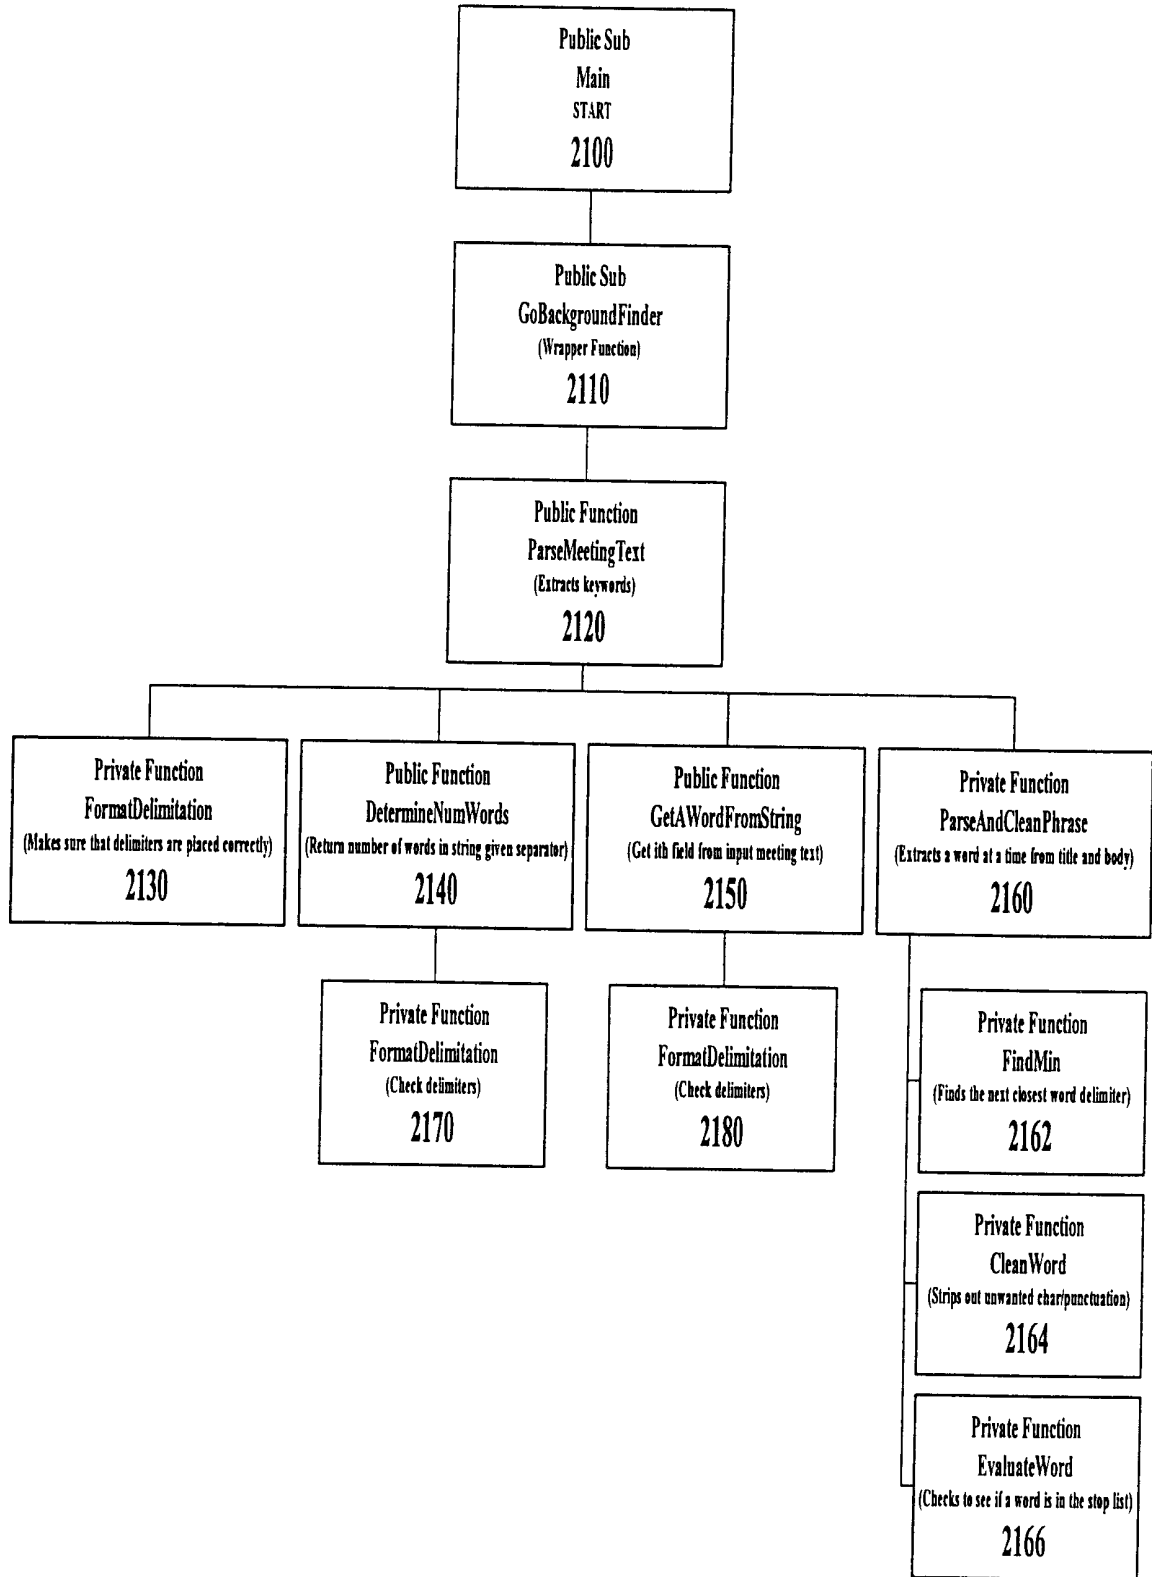 Public Sub
Main
START
2100
Public Sub
GoBackgroundFinder
(Wrapper Function)
2110
Public Function
ParseMeetingText
(Extracts keywords)
2120
Private Function
FormatDelimitation
(Makes sure that delimiters are placed correctly)
2130
Public Function
DetermineNumWords
(Return number of words in string given separator)
2140
Public Function
GetAWordFromString
(Get ith field from input meeting text)
2150
Private Function
ParseAndCleanPhrase
(Extracts a word at a time from title and body)
2160
Private Function
FormatDelimitation
(Check delimiters)
2170
Private Function
FormatDelimitation
(Check delimiters)
2180
Private Function
FindMin
(Finds the next closest word delimiter)
2162
Private Function
CleanWord
(Strips out unwanted char/punctuation)
2164
Private Function
EvaluateWord
(Checks to see if a word is in the stop list)
2166